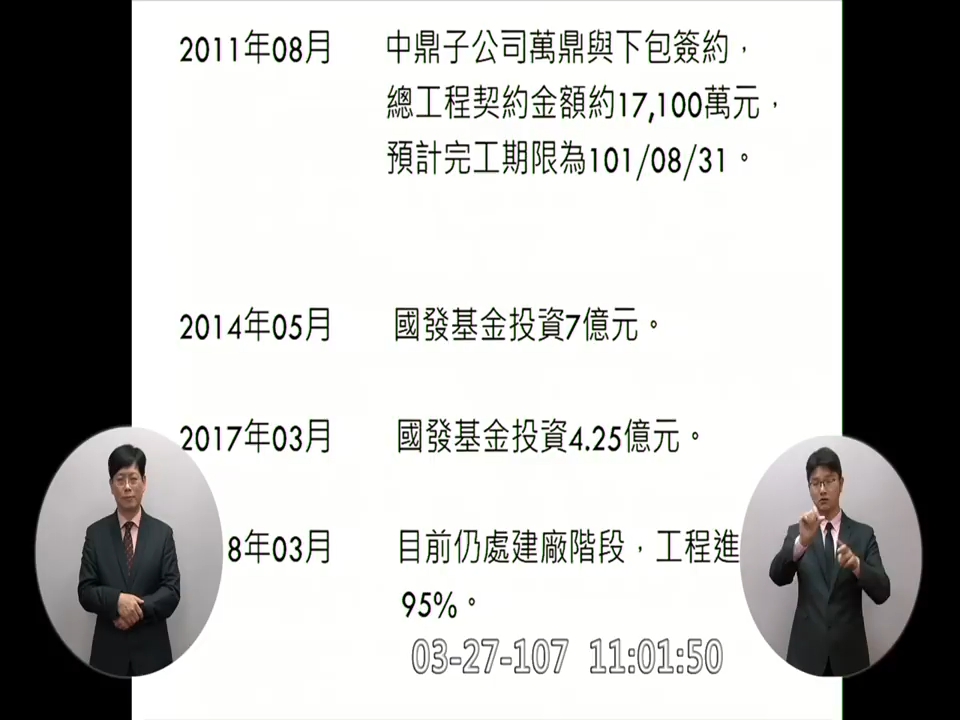 2011年08月 中鼎子公司萬鼎與下包簽約，
總工程契約金額約17,100萬元，
預計完工期限為101/08/31。
2014年05月 國發基金投資7億元。
2017年03月 國發基金投資4.25億元。
8年03月 目前仍處建廠階段，工程進
95%。
03-27-107 11:01:50